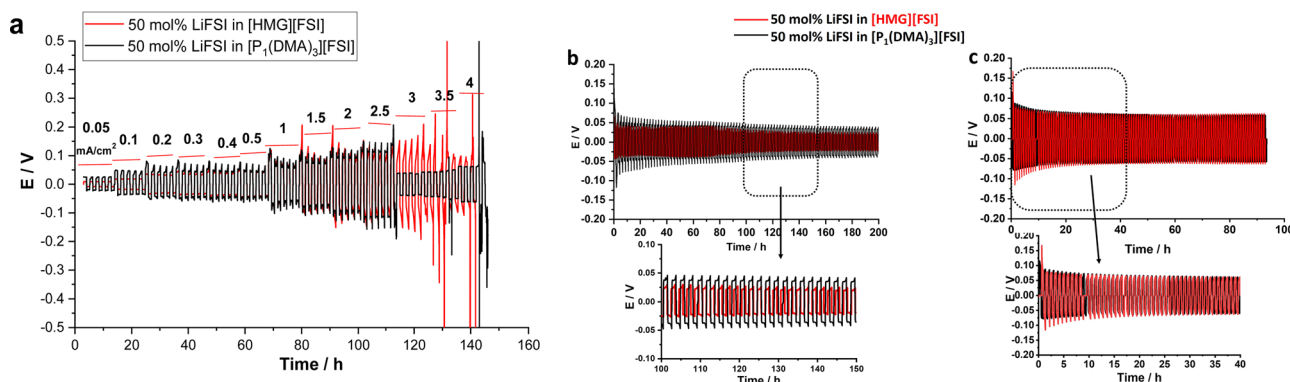 a
50 mol% LiFSI in [HMG][FSI]
50 mol% LiFSI in [P₁(DMA)₃][FSI]
0.5
0.4
0.3
0.2
0.1
0.0
-0.1
-0.2
-0.3
-0.4
-0.5
E / V
0.05
mA/cm²
0.1
0.2
0.3
0.4
0.5
1
1.5
2
2.5
3
3.5
4
0 20 40 60 80 100 120 140 160
Time / h
50 mol% LiFSI in [HMG][FSI]
50 mol% LiFSI in [P₁(DMA)₃][FSI]
b
0.20
0.15
0.10
0.05
0.00
-0.05
-0.10
-0.15
-0.20
E / V
0 20 40 60 80 100 120 140 160 180 200
Time / h
0.10
0.05
0.00
-0.05
-0.10
E / V
100 110 120 130 140 150
Time / h
c
0.20
0.15
0.10
0.05
0.00
-0.05
-0.10
-0.15
-0.20
E / V
0 20 40 60 80 100
Time / h
0.20
0.15
0.10
0.05
0.00
-0.05
-0.10
-0.15
-0.20
E / V
0 5 10 15 20 25 30 35 40
Time / h